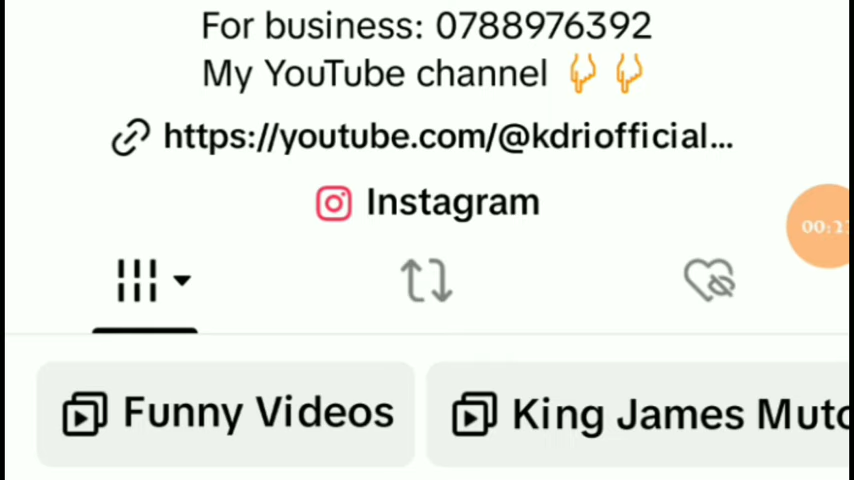 For business: 0788976392
My YouTube channel 👇👇
https://youtube.com/@kdriofficial...
Instagram
Funny Videos
King James